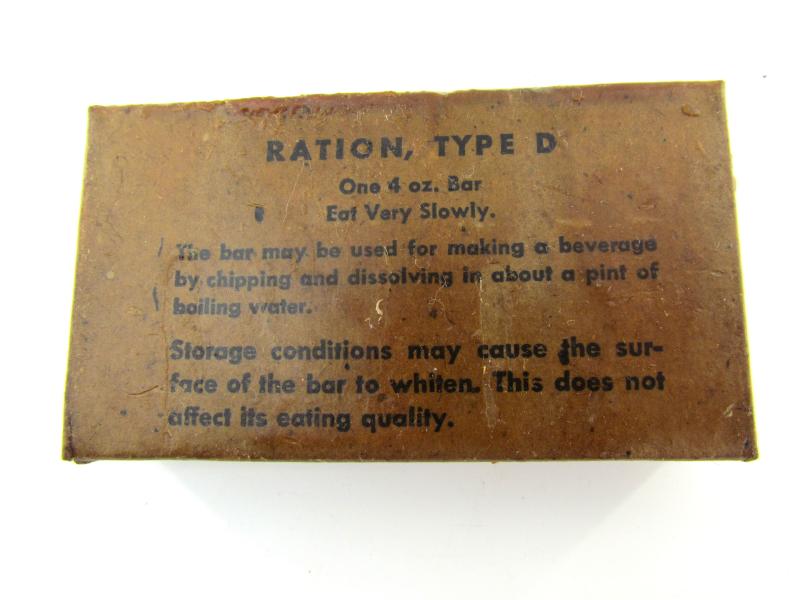 RATION, TYPE D
One 4 oz. Bar
Eat Very Slowly.
The bar may be used for making a beverage
by chipping and dissolving in about a pint of
boiling water.
Storage conditions may cause the sur-
face of the bar to whiten. This does not
affect its eating quality.